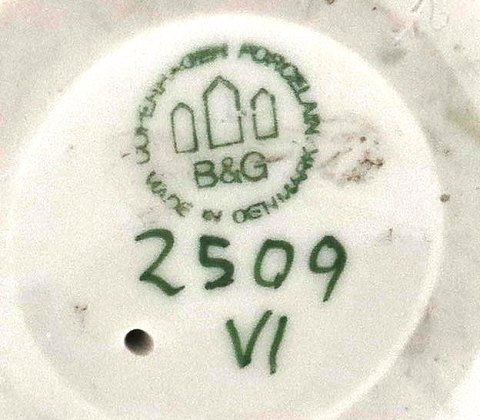 COPENHAGEN PORCELAIN
B&G
MADE IN DENMARK
2509
VI